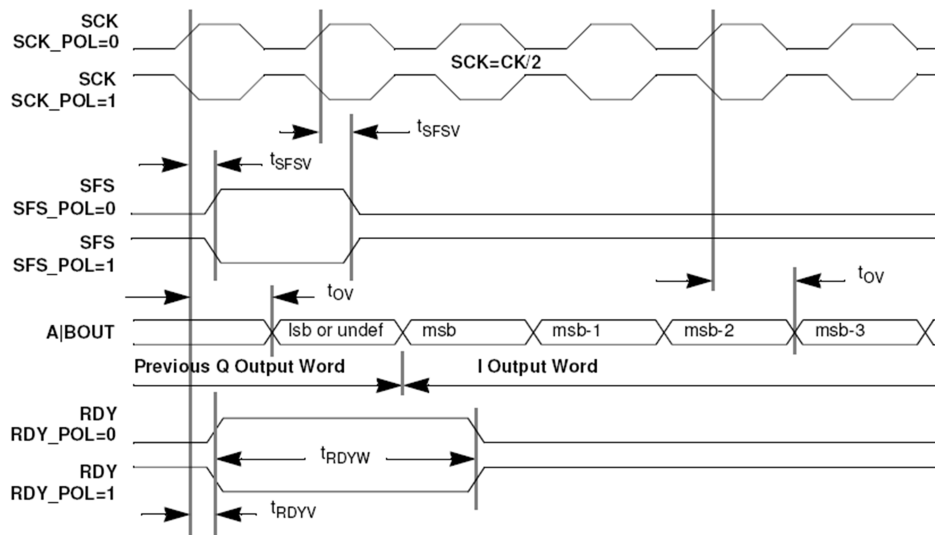 SCK
SCK_POL=0
SCK=CK/2
SCK
SCK_POL=1
tSFSV
tSFSV
SFS
SFS_POL=0
SFS
SFS_POL=1
tOV
tOV
A|BOUT
lsb or undef
msb
msb-1
msb-2
msb-3
Previous Q Output Word
I Output Word
RDY
RDY_POL=0
tRDYW
RDY
RDY_POL=1
tRDYV